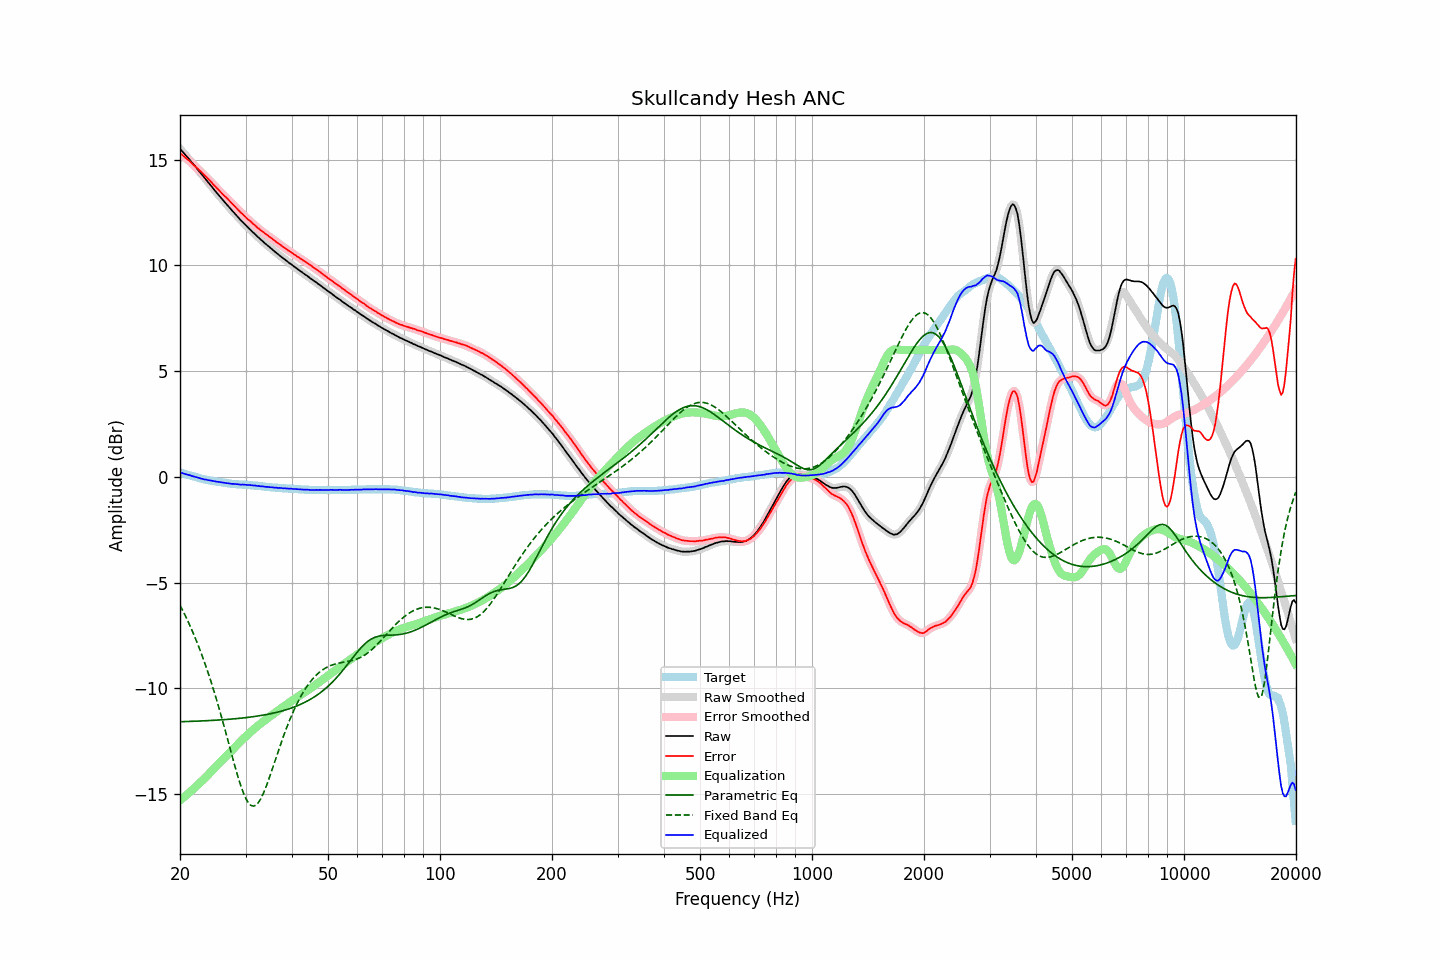 Skullcandy Hesh ANC
Amplitude (dBr)
15
10
5
0
−5
−10
−15
Target
Raw Smoothed
Error Smoothed
Raw
Error
Equalization
Parametric Eq
Fixed Band Eq
Equalized
20 50 100 200 500 1000 2000 5000 10000 20000
Frequency (Hz)